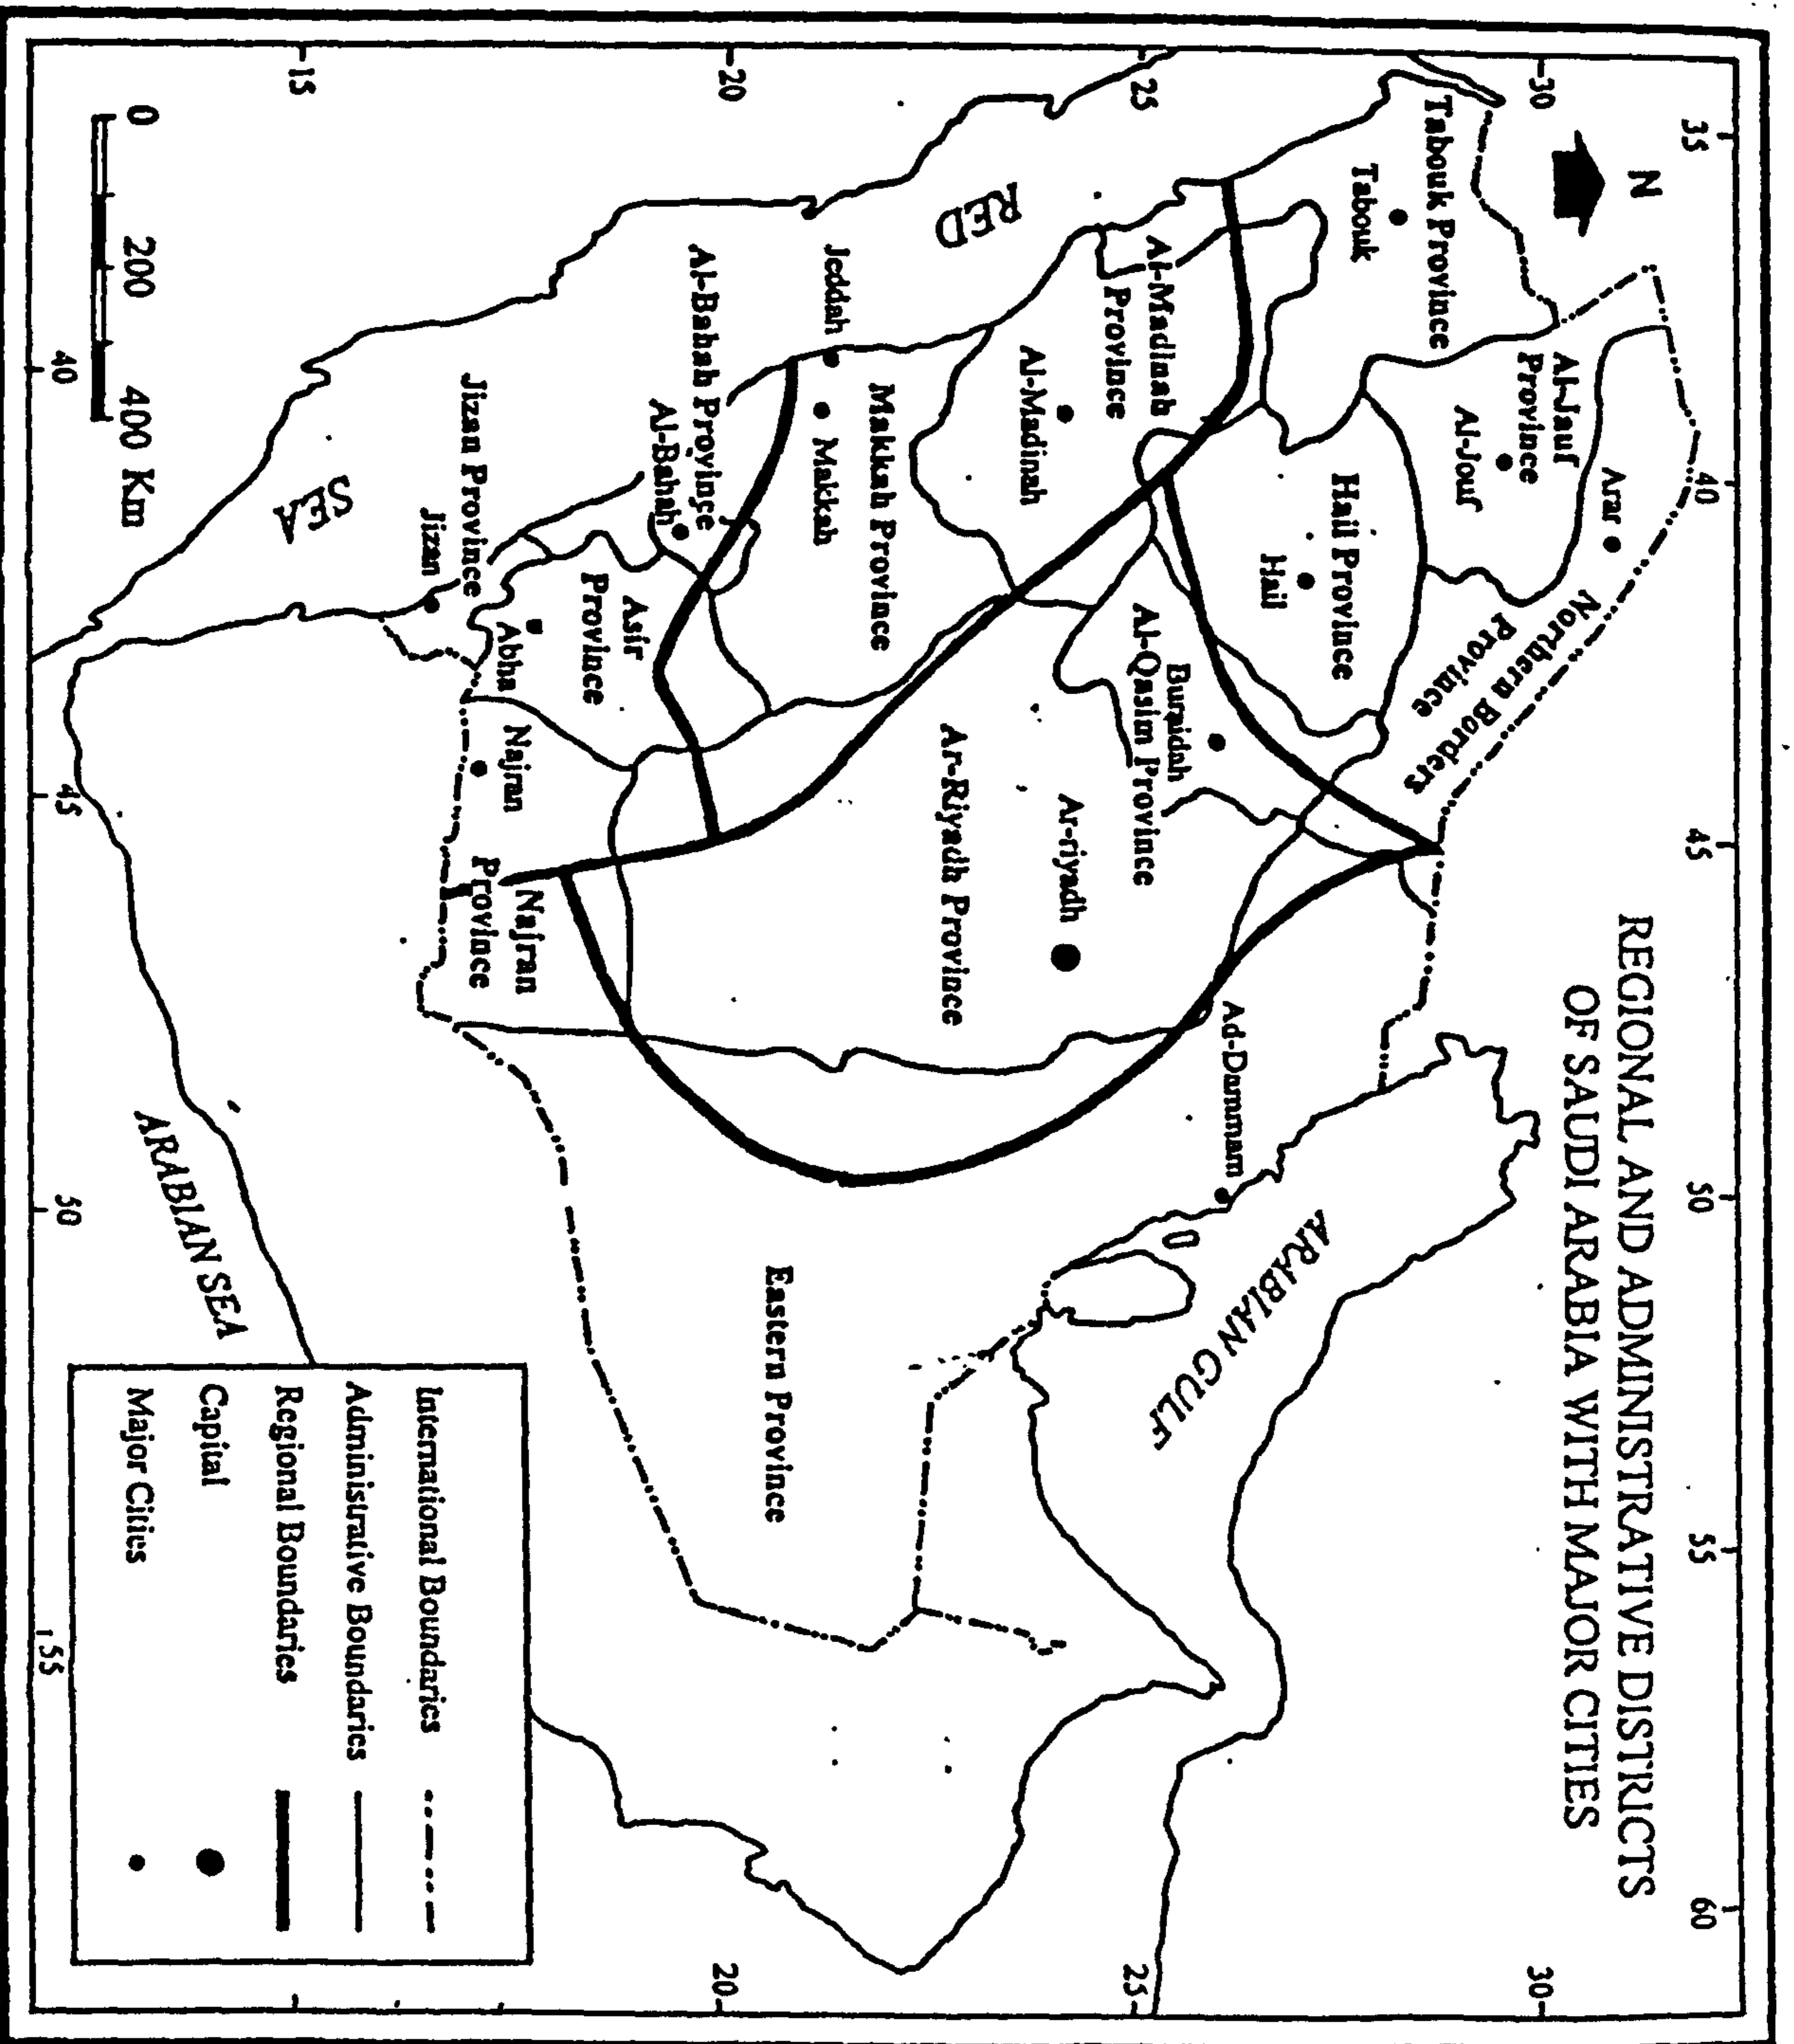 REGIONAL AND ADMINISTRATIVE DISTRICTS
OF SAUDI ARABIA WITH MAJOR CITIES
35
40
45
50
55
60
N
30
30
25
25
20
20
15
40
45
50
55
Tabouk Province
Tabouk
Al-Jauf
Province
Al-Jouf
Arar
Northern Borders
Province
Hail Province
Hail
Al-Madinah
Province
Al-Madinah
Buraidah
Al-Qasim Province
Ar-riyadh
Ar-Riyadh Province
Ad-Dammam
ARABIAN GULF
Eastern Province
RED
SEA
Jeddah
Makkah
Makkah Province
Al-Bahah Province
Al-Bahah
Asir
Province
Abha
Jizan Province
Jizan
Najran
Najran
Province
ARABIAN SEA
0 200 400 Km
International Boundaries
Administrative Boundaries
Regional Boundaries
Capital
Major Cities